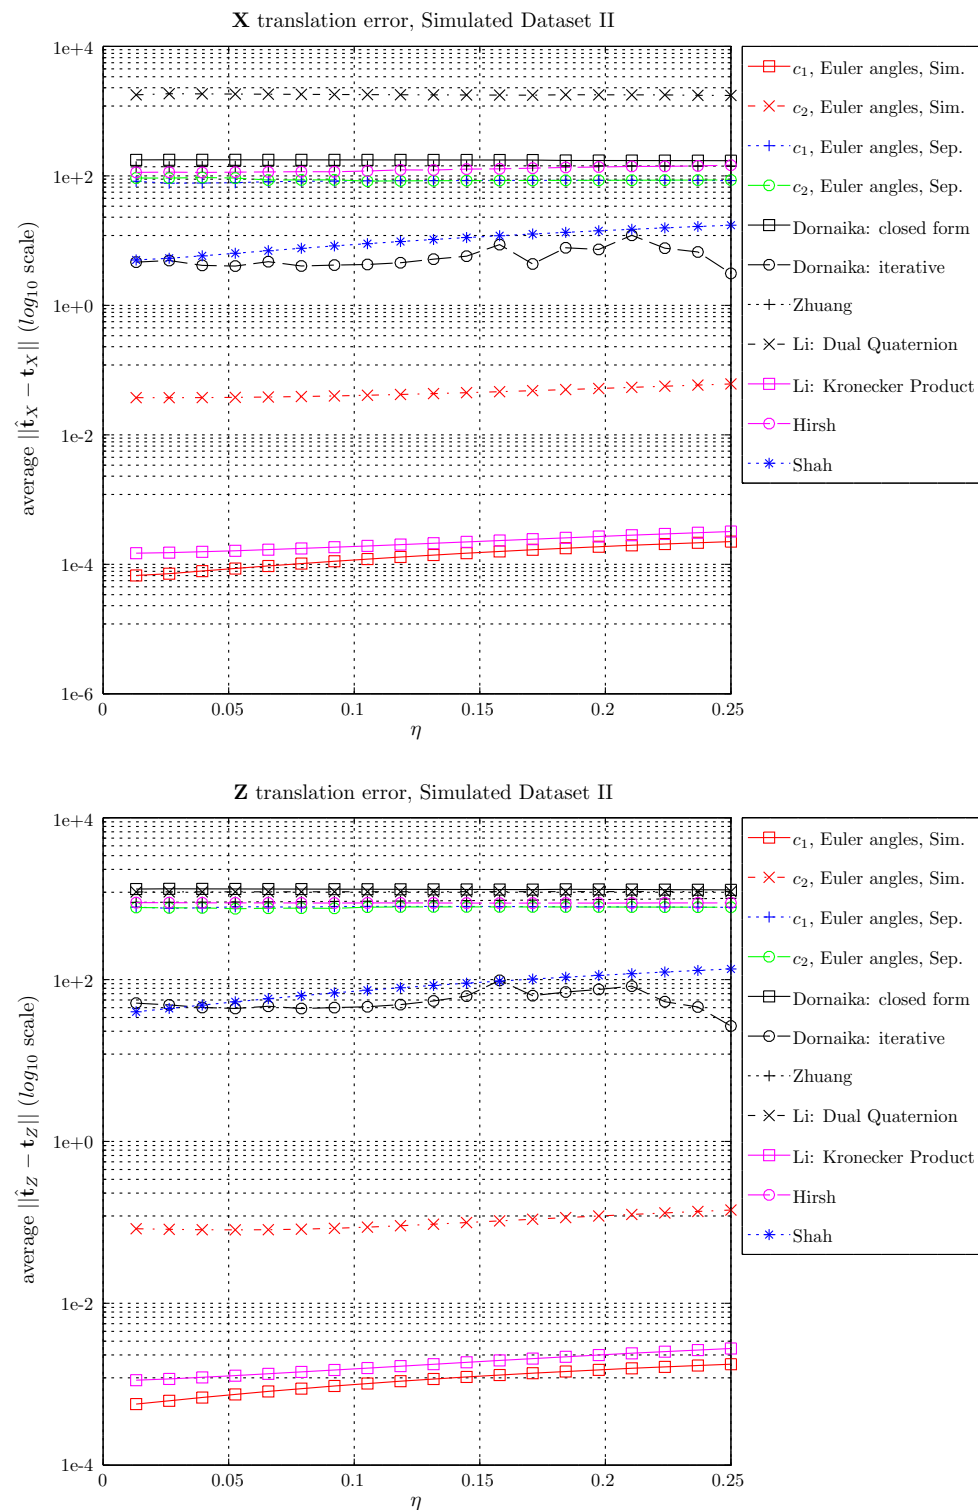 X translation error, Simulated Dataset II
1e+4
1e+2
1e+0
1e-2
1e-4
1e-6
0 0.05 0.1 0.15 0.2 0.25
η
average ||t̂_X − t_X|| (log₁₀ scale)
c₁, Euler angles, Sim.
c₂, Euler angles, Sim.
c₁, Euler angles, Sep.
c₂, Euler angles, Sep.
Dornaika: closed form
Dornaika: iterative
Zhuang
Li: Dual Quaternion
Li: Kronecker Product
Hirsh
Shah
Z translation error, Simulated Dataset II
1e+4
1e+2
1e+0
1e-2
1e-4
0 0.05 0.1 0.15 0.2 0.25
η
average ||t̂_Z − t_Z|| (log₁₀ scale)
c₁, Euler angles, Sim.
c₂, Euler angles, Sim.
c₁, Euler angles, Sep.
c₂, Euler angles, Sep.
Dornaika: closed form
Dornaika: iterative
Zhuang
Li: Dual Quaternion
Li: Kronecker Product
Hirsh
Shah